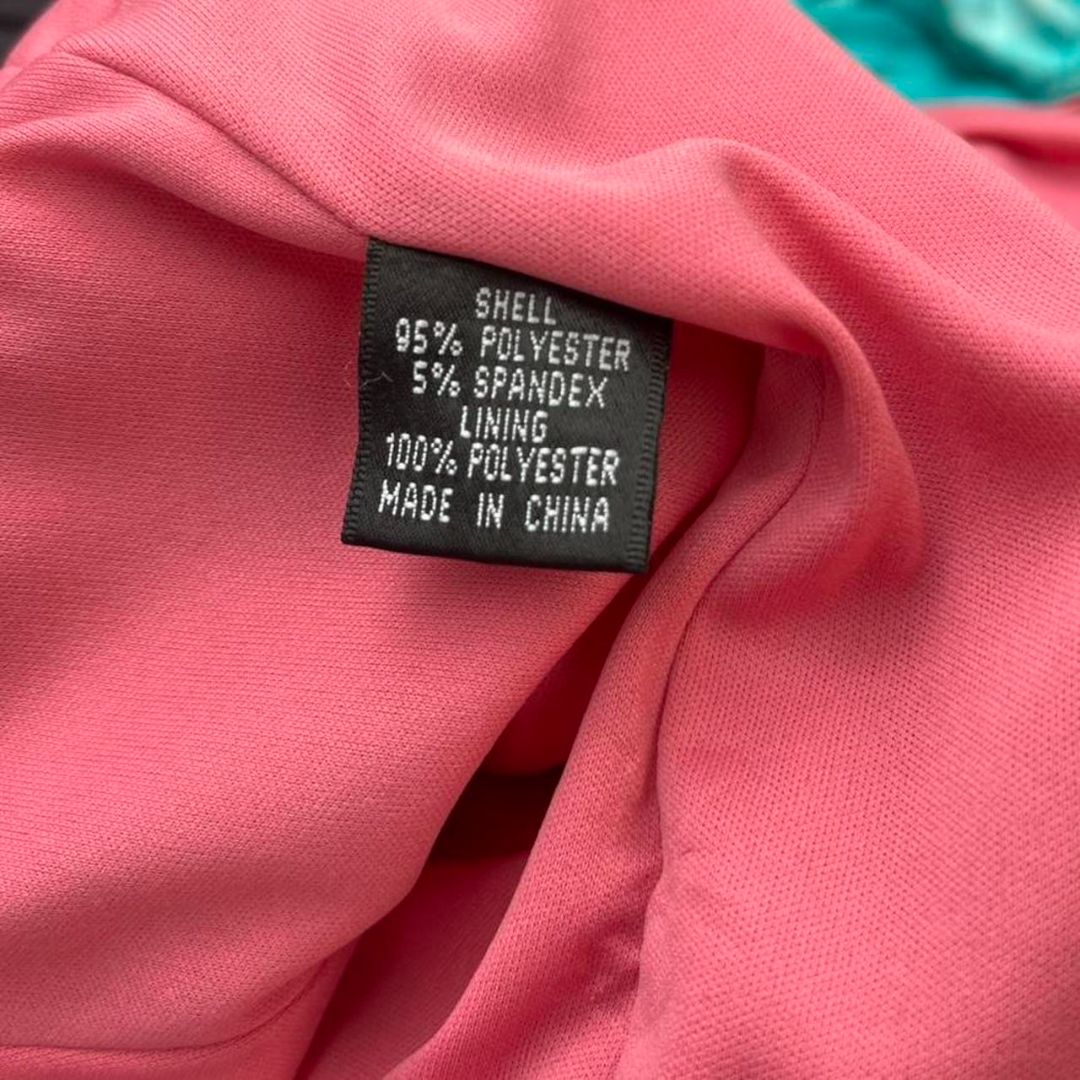 SHELL
95% POLYESTER
5% SPANDEX
LINING
100% POLYESTER
MADE IN CHINA